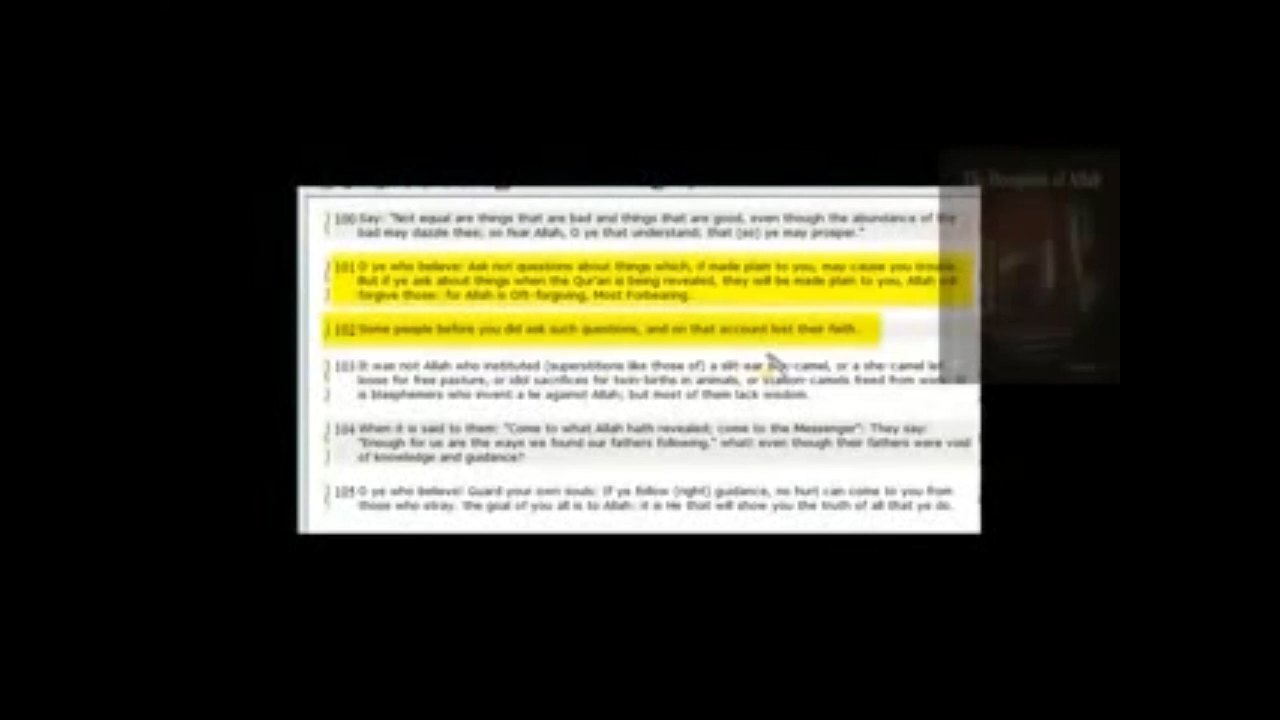 The Deception of Allah
100 Say: "Not equal are things that are bad and things that are good, even though the abundance of the
bad may dazzle thee; so fear Allah, O ye that understand; that (so) ye may prosper."
101 O ye who believe! Ask not questions about things which, if made plain to you, may cause you trouble.
But if ye ask about things when the Qur'an is being revealed, they will be made plain to you, Allah will
forgive those: for Allah is Oft-forgiving, Most Forbearing.
102 Some people before you did ask such questions, and on that account lost their faith.
103 It was not Allah who instituted (superstitions like those of) a slit-ear she-camel, or a she-camel let
loose for free pasture, or idol sacrifices for twin-births in animals, or stallion-camels freed from work: It
is blasphemers who invent a lie against Allah; but most of them lack wisdom.
104 When it is said to them: "Come to what Allah hath revealed; come to the Messenger": They say:
"Enough for us are the ways we found our fathers following." what! even though their fathers were void
of knowledge and guidance?
105 O ye who believe! Guard your own souls: If ye follow (right) guidance, no hurt can come to you from
those who stray. the goal of you all is to Allah: it is He that will show you the truth of all that ye do.